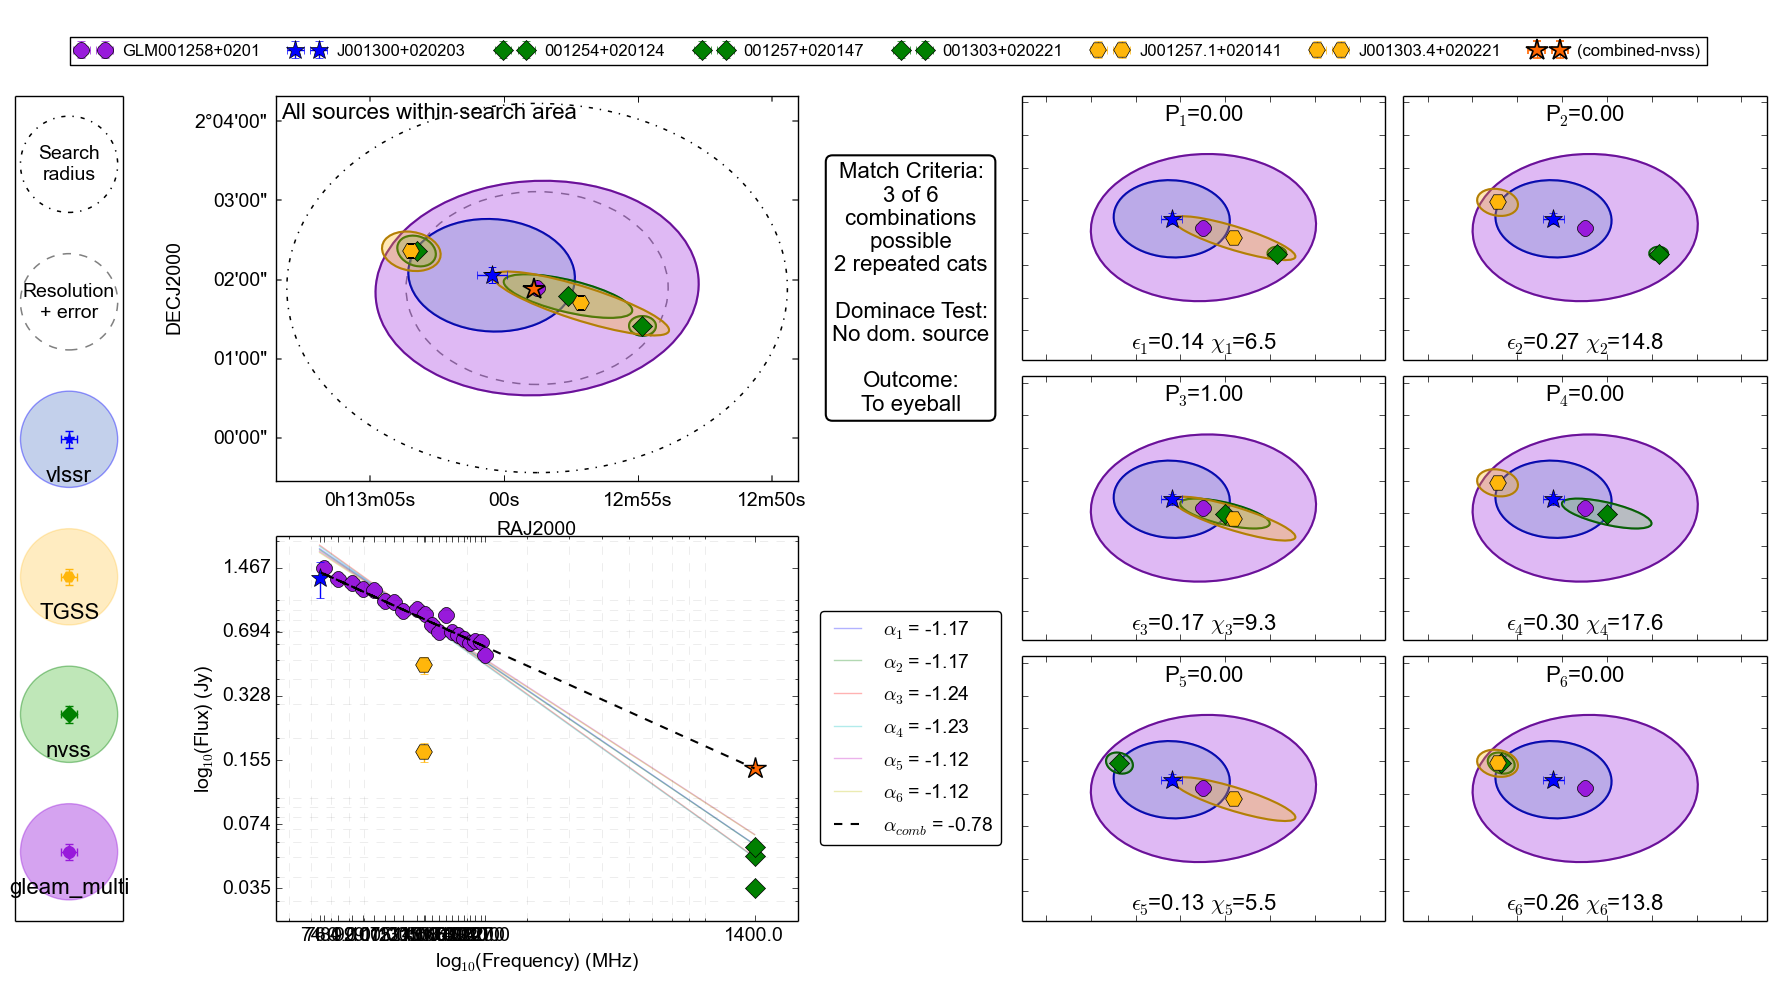 GLM001258+0201 J001300+020203 001254+020124 001257+020147 001303+020221 J001257.1+020141 J001303.4+020221 (combined-nvss)
Search
radius
Resolution
+ error
vlssr
TGSS
nvss
gleam_multi
All sources within search area
DECJ2000
2°04'00"
03'00"
02'00"
01'00"
00'00"
0h13m05s 00s 12m55s 12m50s
RAJ2000
Match Criteria:
3 of 6
combinations
possible
2 repeated cats
Dominace Test:
No dom. source
Outcome:
To eyeball
log10(Flux) (Jy)
1.467
0.694
0.328
0.155
0.074
0.035
1400.0
log10(Frequency) (MHz)
α1 = -1.17
α2 = -1.17
α3 = -1.24
α4 = -1.23
α5 = -1.12
α6 = -1.12
αcomb = -0.78
P1=0.00
ϵ1=0.14 χ1=6.5
P2=0.00
ϵ2=0.27 χ2=14.8
P3=1.00
ϵ3=0.17 χ3=9.3
P4=0.00
ϵ4=0.30 χ4=17.6
P5=0.00
ϵ5=0.13 χ5=5.5
P6=0.00
ϵ6=0.26 χ6=13.8